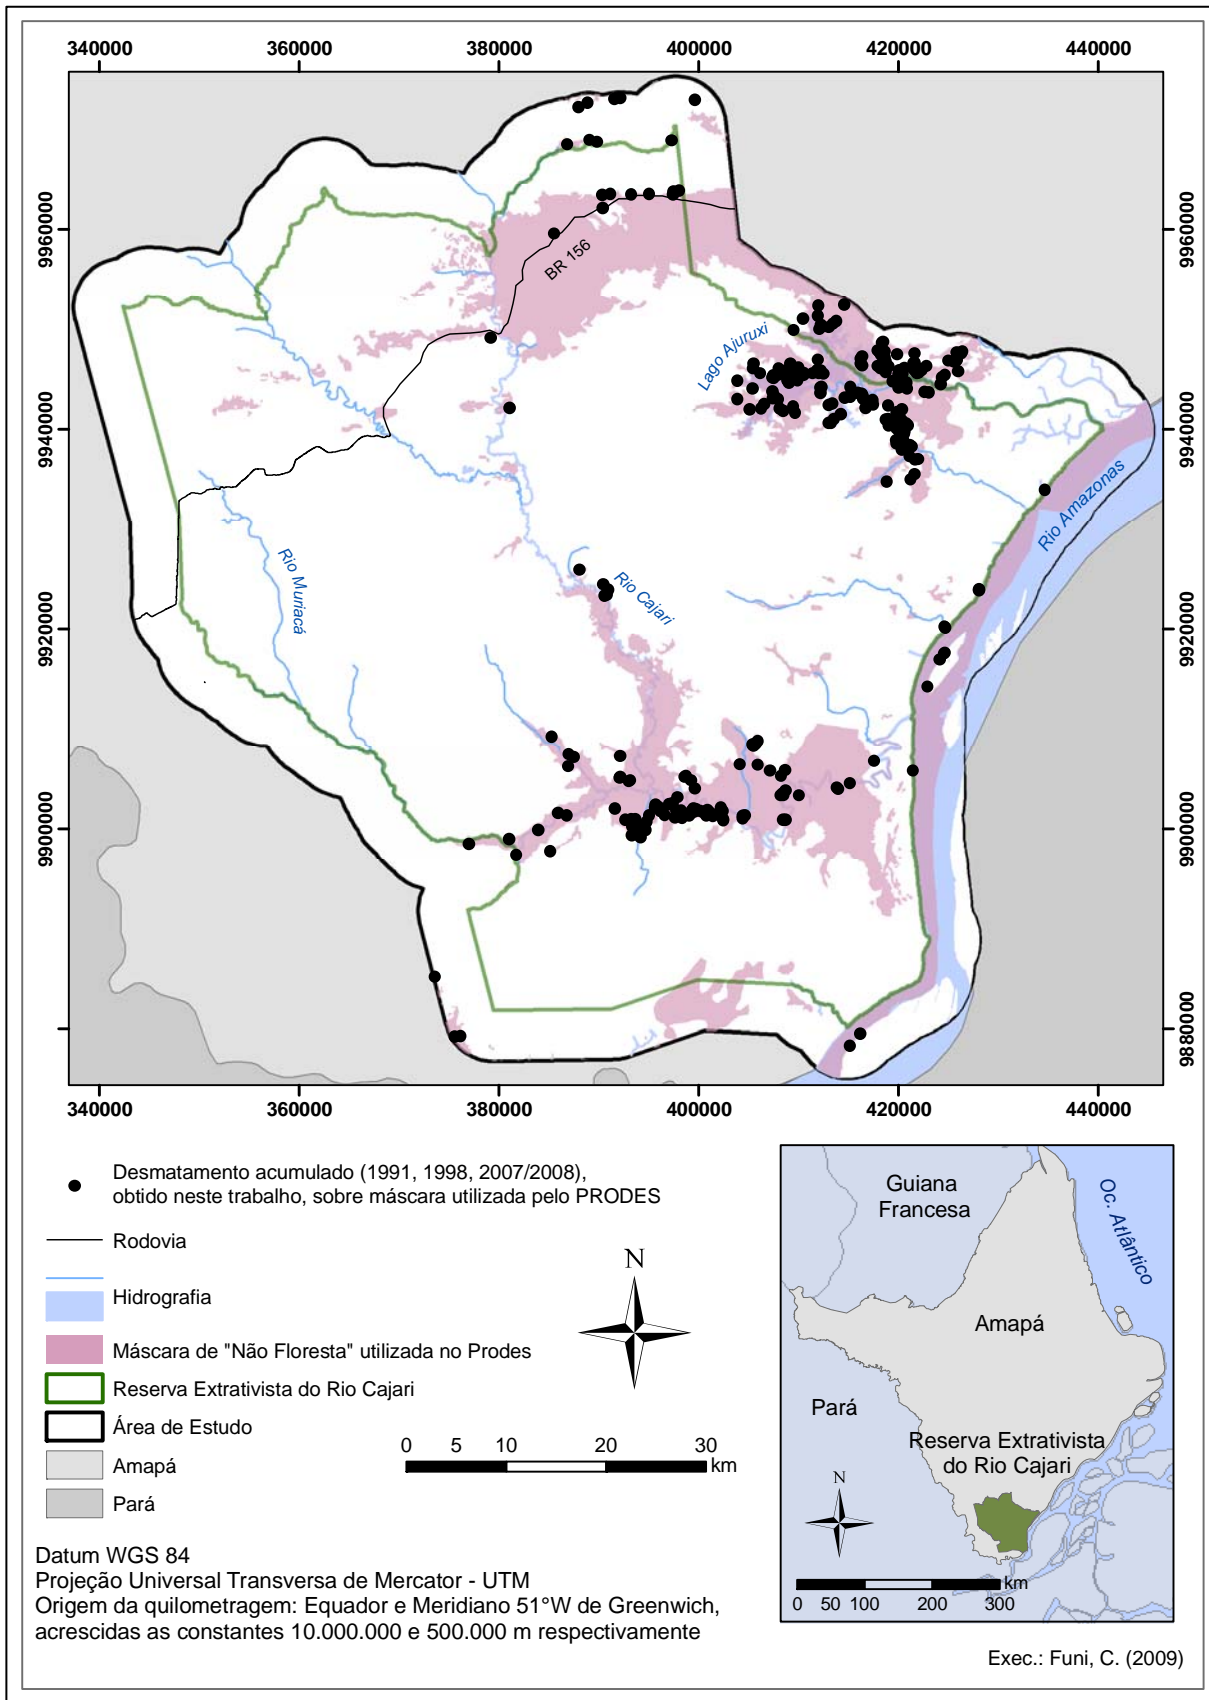 340000 360000 380000 400000 420000 440000
9960000
9940000
9920000
9900000
9880000
9960000
9940000
9920000
9900000
9880000
BR 156
Lago Ajuruxi
Rio Amazonas
Rio Muriacá
Rio Cajari
340000 360000 380000 400000 420000 440000
Desmatamento acumulado (1991, 1998, 2007/2008),
obtido neste trabalho, sobre máscara utilizada pelo PRODES
Rodovia
Hidrografia
Máscara de "Não Floresta" utilizada no Prodes
Reserva Extrativista do Rio Cajari
Área de Estudo
Amapá
Pará
N
0 5 10 20 30
km
Datum WGS 84
Projeção Universal Transversa de Mercator - UTM
Origem da quilometragem: Equador e Meridiano 51°W de Greenwich,
acrescidas as constantes 10.000.000 e 500.000 m respectivamente
Guiana
Francesa
Oc. Atlântico
Amapá
Pará
Reserva Extrativista
do Rio Cajari
N
km
0 50 100 200 300
Exec.: Funi, C. (2009)